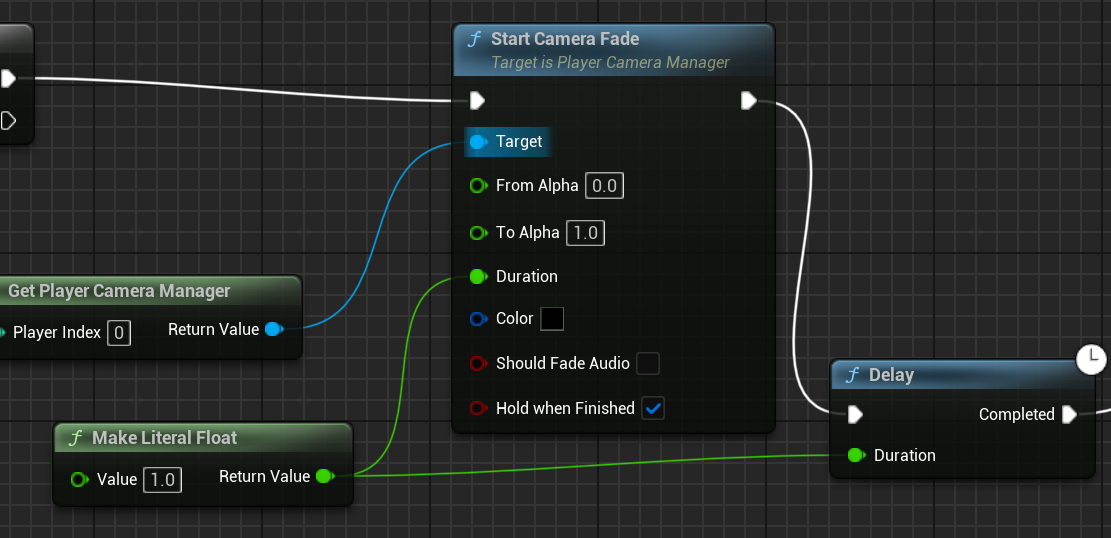 Start Camera Fade
Target is Player Camera Manager
Target
From Alpha 0.0
To Alpha 1.0
Duration
Color
Should Fade Audio
Hold when Finished
Get Player Camera Manager
Player Index 0 Return Value
Make Literal Float
Value 1.0 Return Value
Delay
Completed
Duration